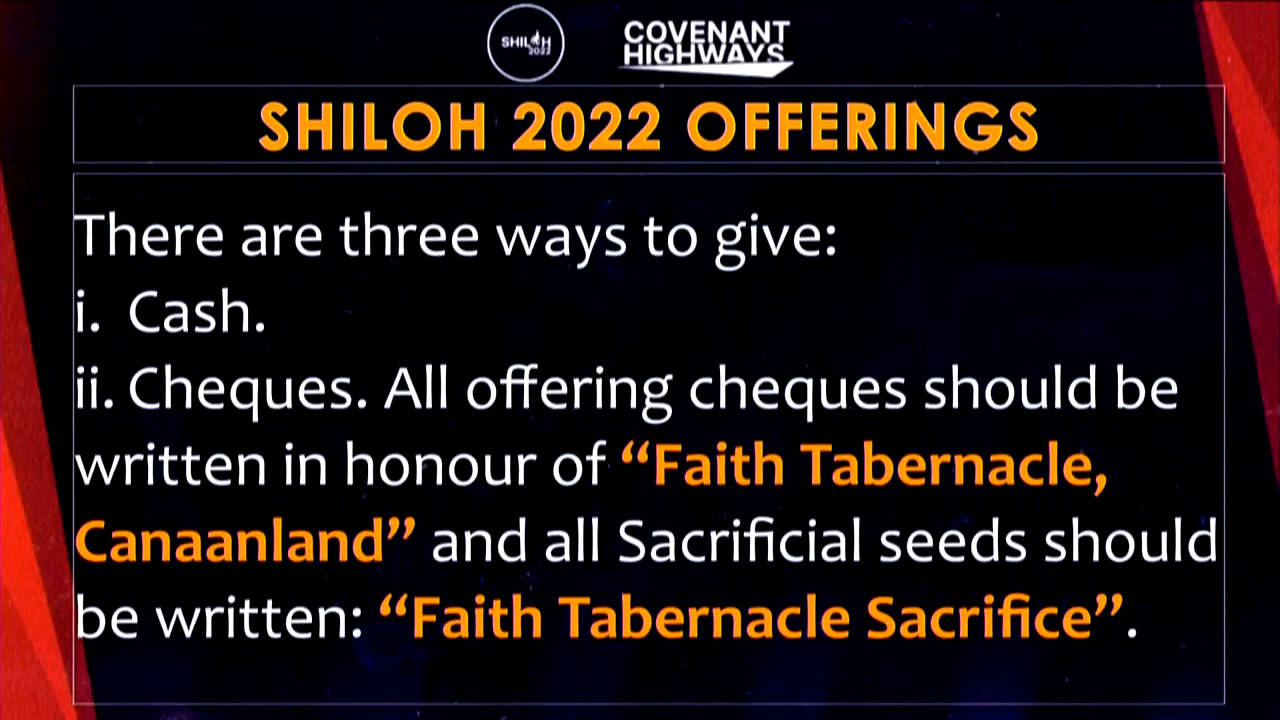 SHILOH
2022
COVENANT
HIGHWAYS
SHILOH 2022 OFFERINGS
There are three ways to give:
i. Cash.
ii. Cheques. All offering cheques should be
written in honour of “Faith Tabernacle,
Canaanland” and all Sacrificial seeds should
be written: “Faith Tabernacle Sacrifice”.